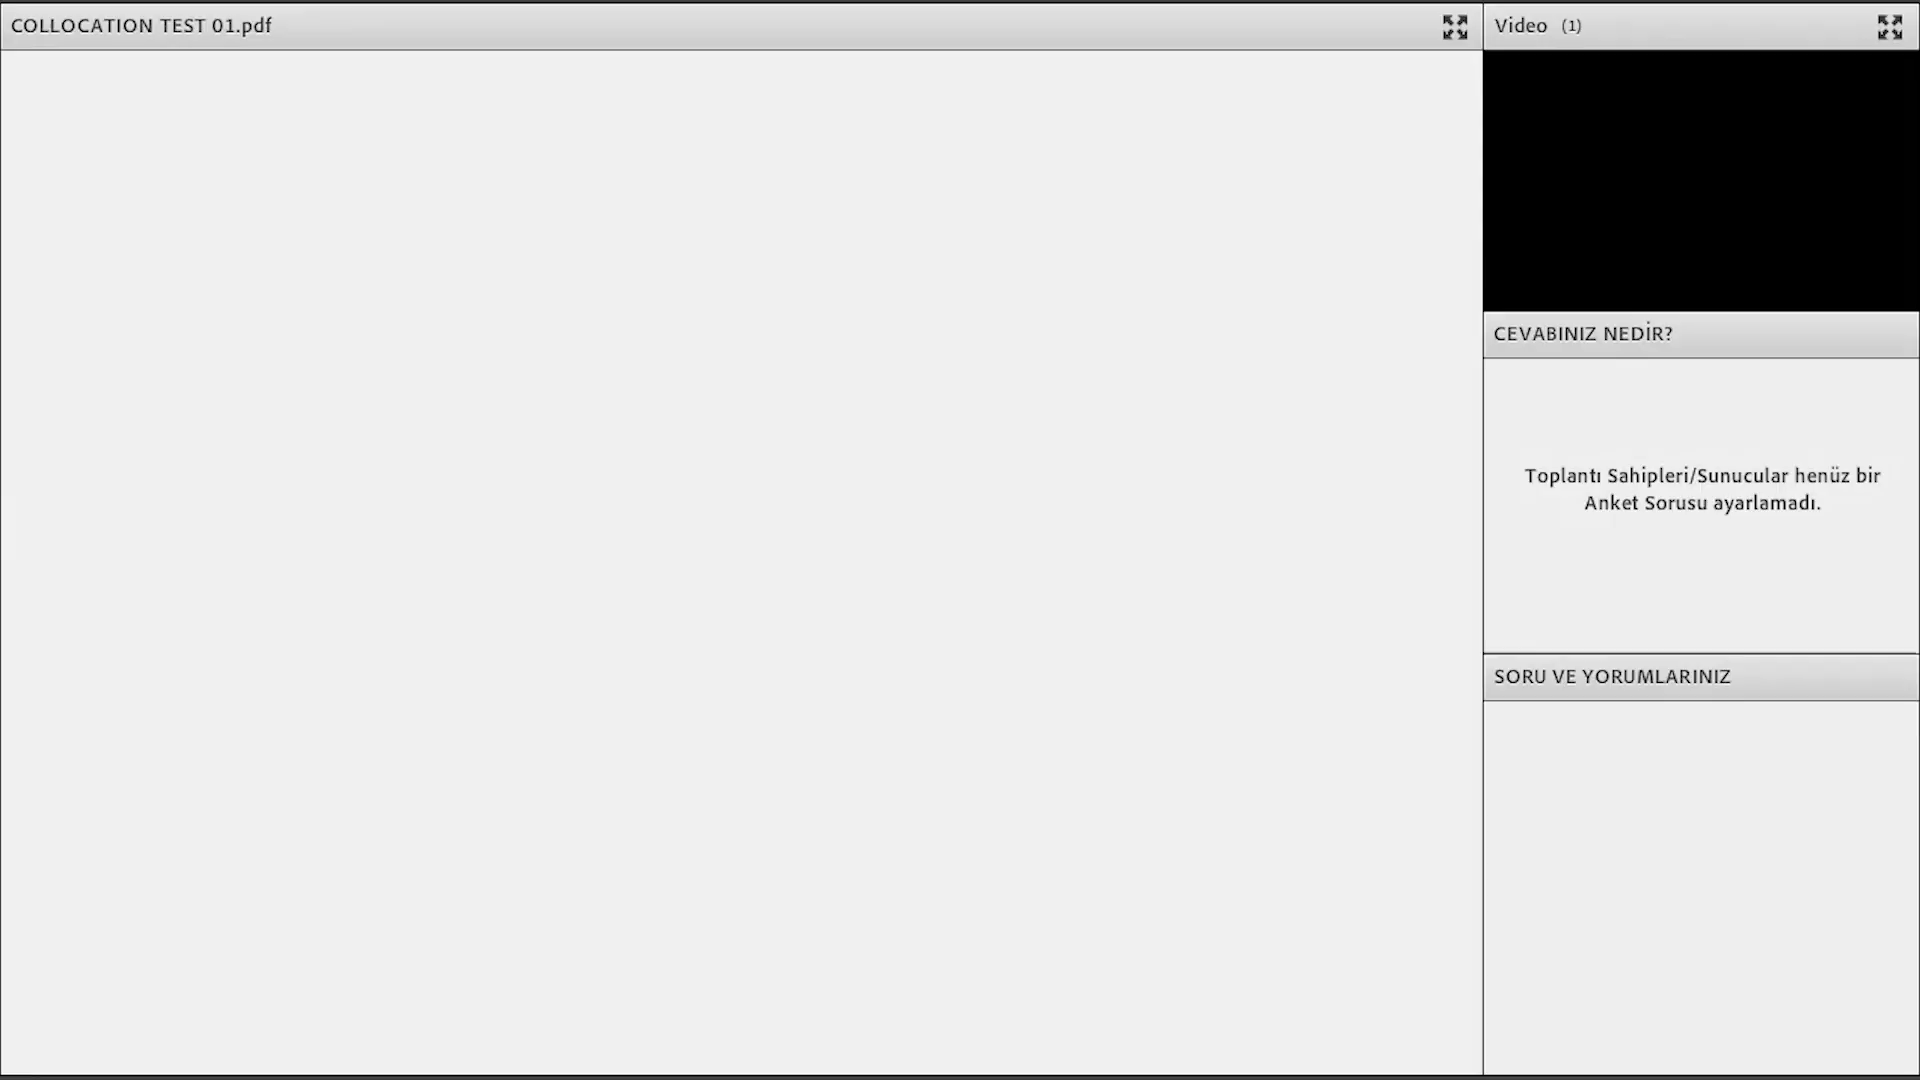 COLLOCATION TEST 01.pdf
Video (1)
CEVABINIZ NEDİR?
Toplantı Sahipleri/Sunucular henüz bir
Anket Sorusu ayarlamadı.
SORU VE YORUMLARINIZ